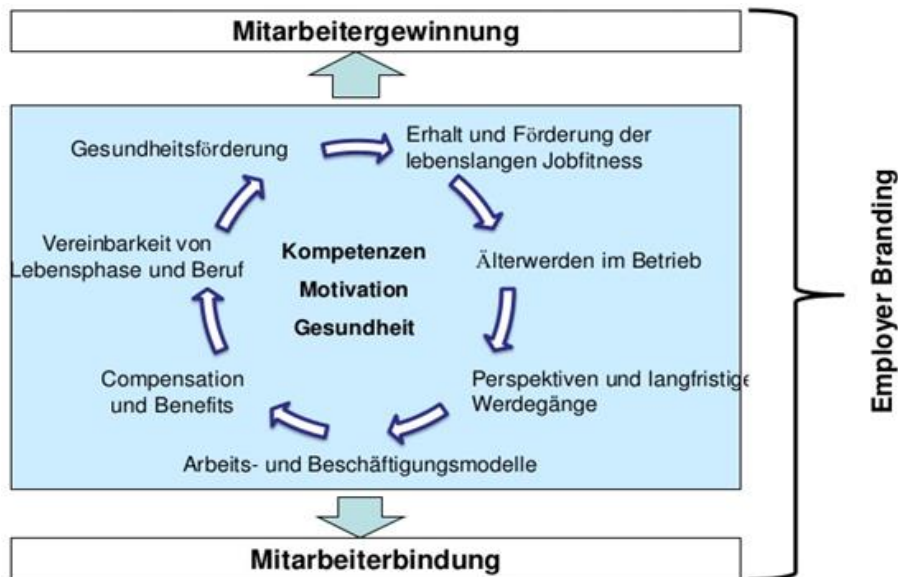 Mitarbeitergewinnung
Gesundheitsförderung
Erhalt und Förderung der
lebenslangen Jobfitness
Vereinbarkeit von
Lebensphase und Beruf
Kompetenzen
Motivation
Gesundheit
Älterwerden im Betrieb
Compensation
und Benefits
Perspektiven und langfristige
Werdegänge
Arbeits- und Beschäftigungsmodelle
Mitarbeiterbindung
Employer Branding